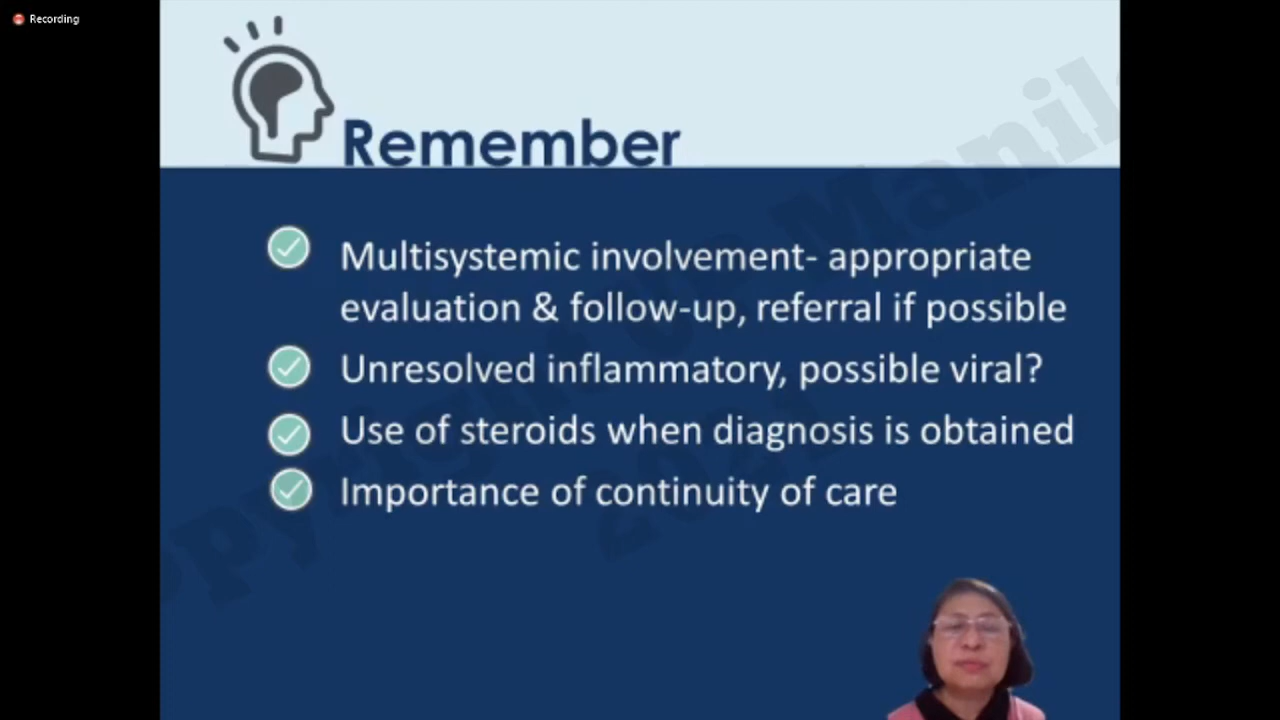 Recording
Remember
Multisystemic involvement- appropriate
evaluation & follow-up, referral if possible
Unresolved inflammatory, possible viral?
Use of steroids when diagnosis is obtained
Importance of continuity of care